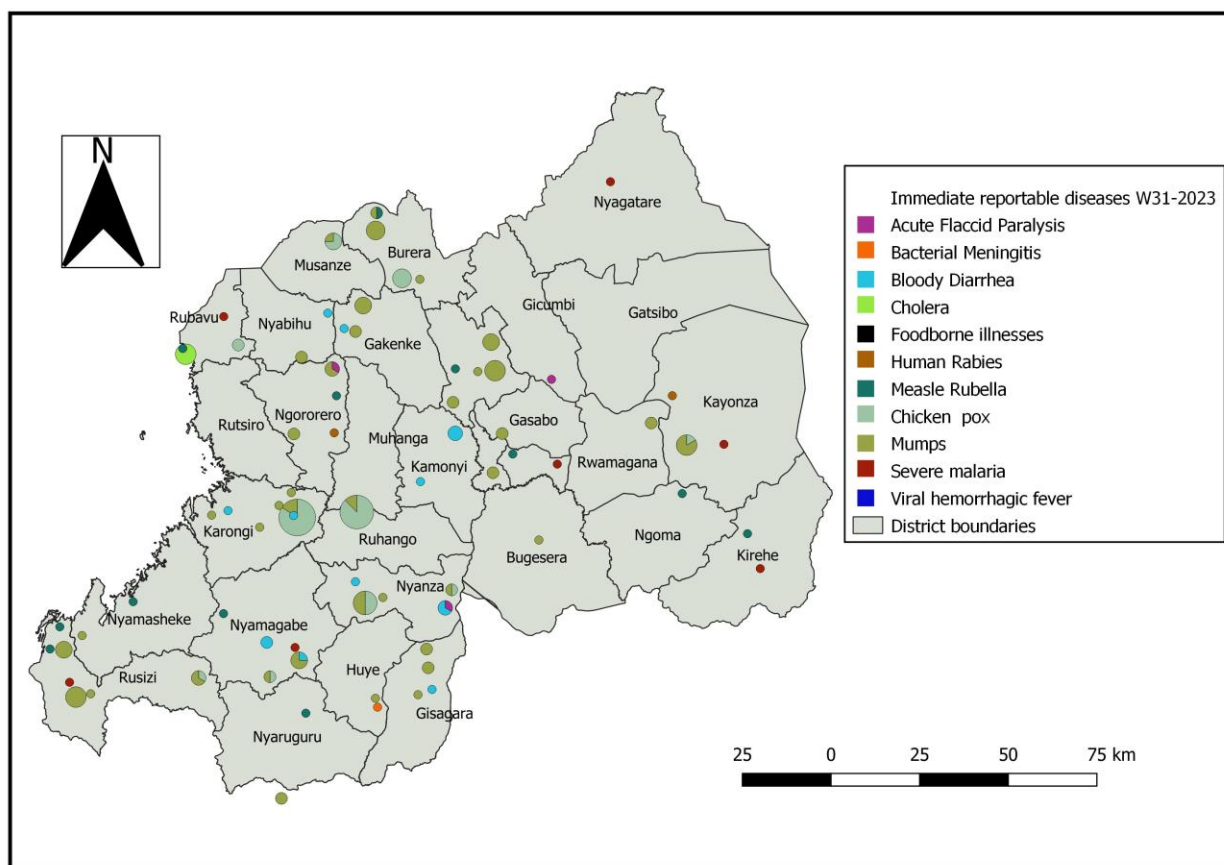 N
Nyagatare
Burera
Musanze
Gicumbi
Gatsibo
Rubavu
Nyabihu
Gakenke
Kayonza
Gasabo
Rutsiro
Ngororero
Muhanga
Kamonyi
Rwamagana
Karongi
Ruhango
Ngoma
Bugesera
Kirehe
Nyanza
Nyamasheke
Nyamagabe
Huye
Rusizi
Gisagara
Nyaruguru
Immediate reportable diseases W31-2023
Acute Flaccid Paralysis
Bacterial Meningitis
Bloody Diarrhea
Cholera
Foodborne illnesses
Human Rabies
Measle Rubella
Chicken pox
Mumps
Severe malaria
Viral hemorrhagic fever
District boundaries
25 0 25 50 75 km